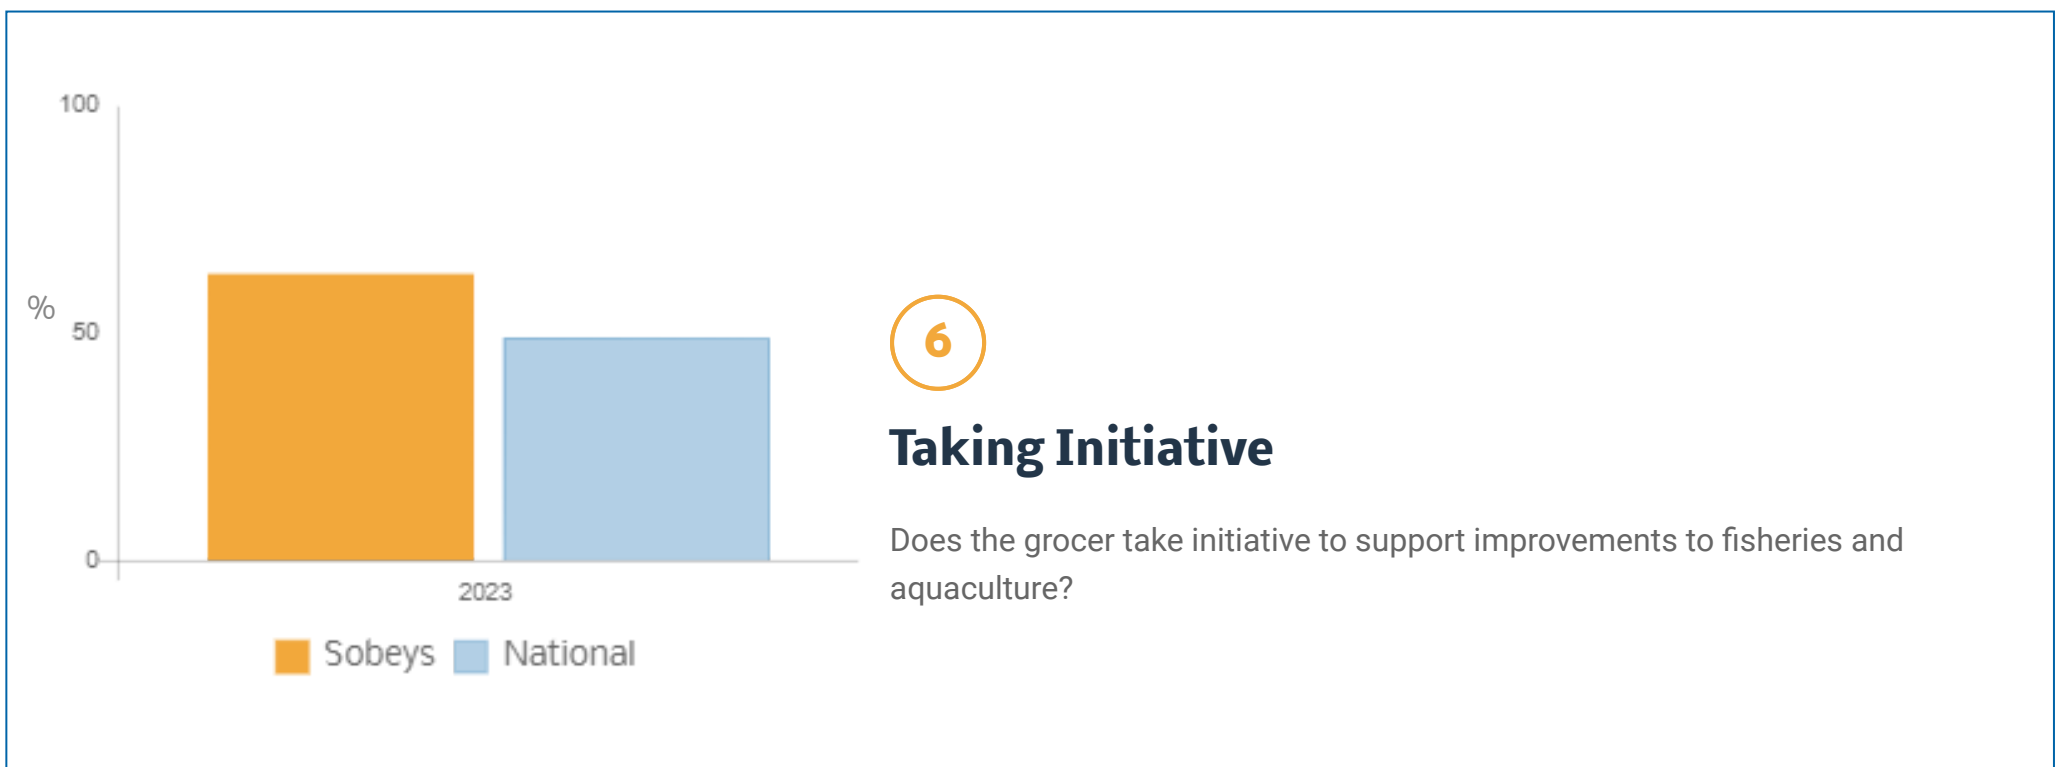 100
%
50
0
2023
Sobeys National
6
Taking Initiative
Does the grocer take initiative to support improvements to fisheries and
aquaculture?